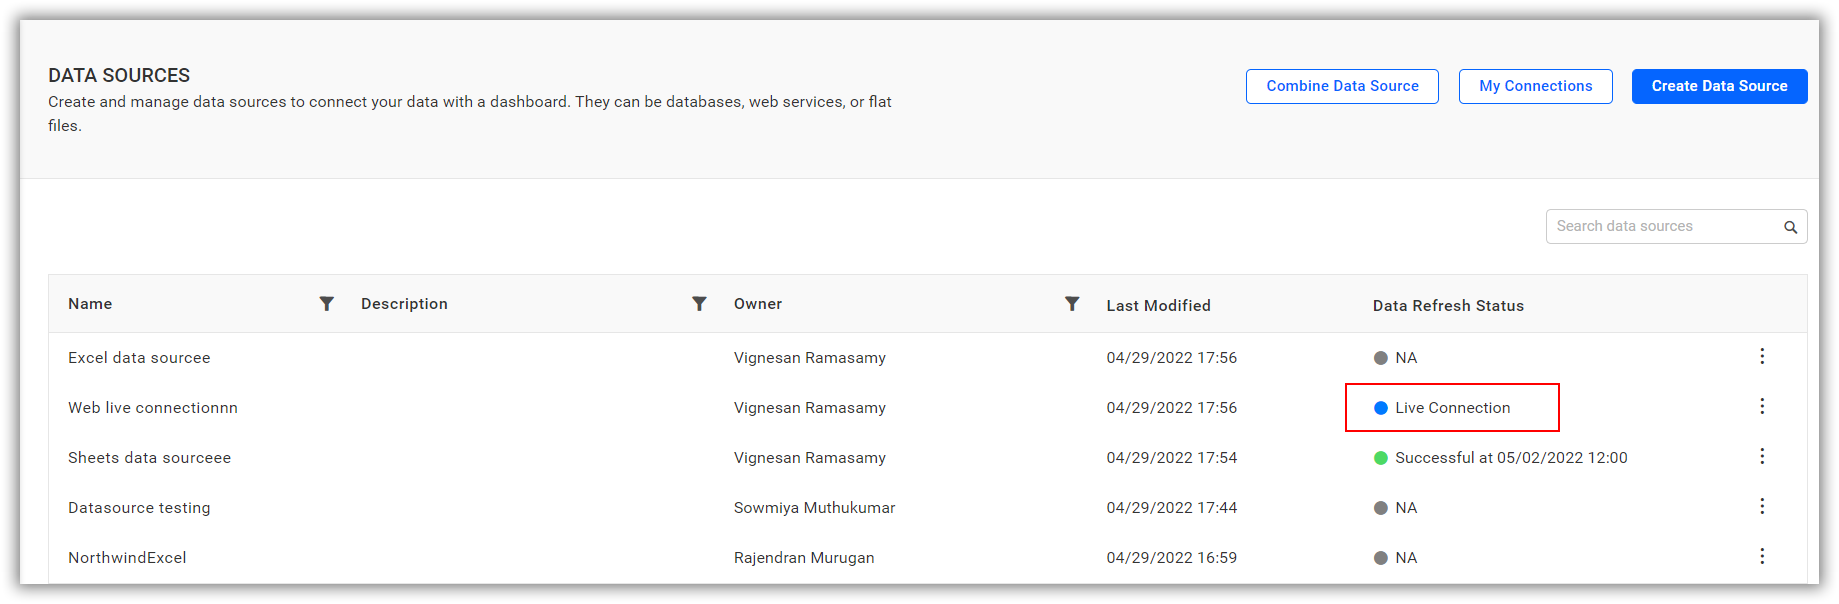 DATA SOURCES
Create and manage data sources to connect your data with a dashboard. They can be databases, web services, or flat
files.
Combine Data Source
My Connections
Create Data Source
Search data sources
Name Description Owner Last Modified Data Refresh Status
Excel data sourcee Vignesan Ramasamy 04/29/2022 17:56 NA
Web live connectionnn Vignesan Ramasamy 04/29/2022 17:56 Live Connection
Sheets data sourceee Vignesan Ramasamy 04/29/2022 17:54 Successful at 05/02/2022 12:00
Datasource testing Sowmiya Muthukumar 04/29/2022 17:44 NA
NorthwindExcel Rajendran Murugan 04/29/2022 16:59 NA